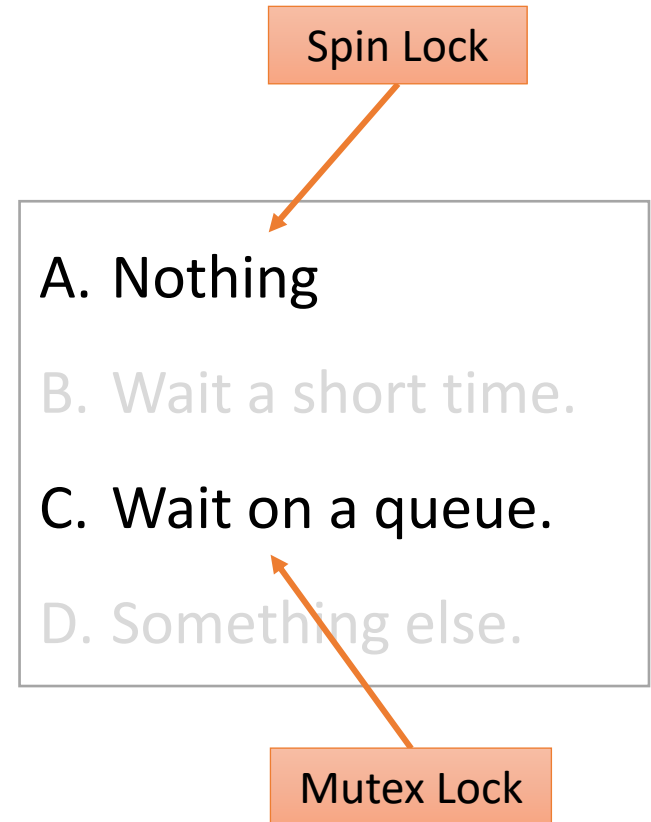 Spin Lock
A. Nothing
B. Wait a short time.
C. Wait on a queue.
D. Something else.
Mutex Lock